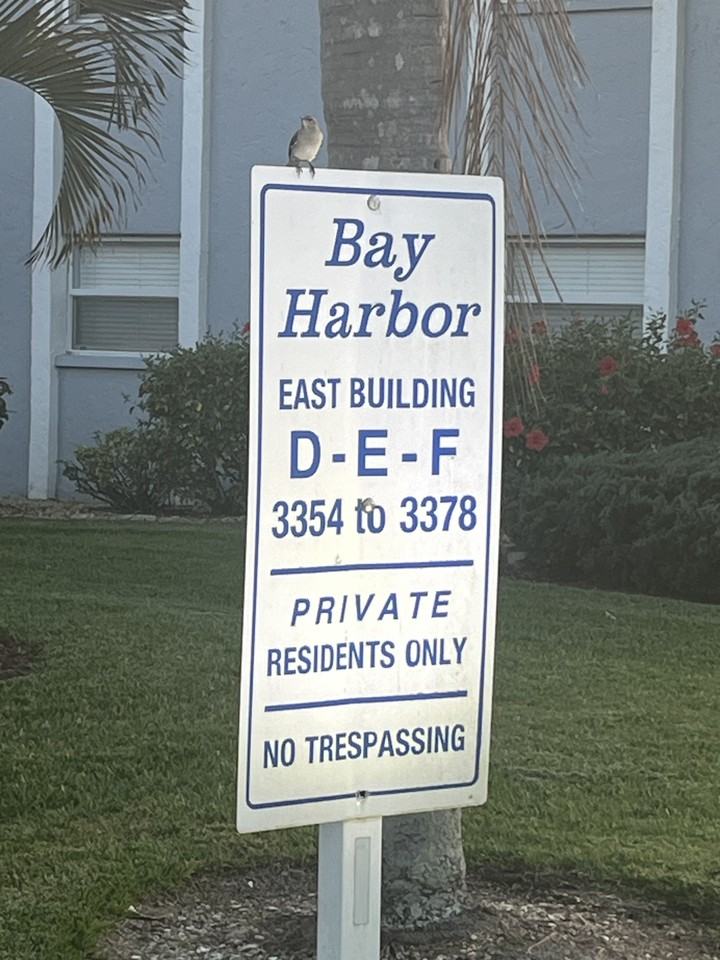 Bay
Harbor
EAST BUILDING
D-E-F
3354 to 3378
PRIVATE
RESIDENTS ONLY
NO TRESPASSING